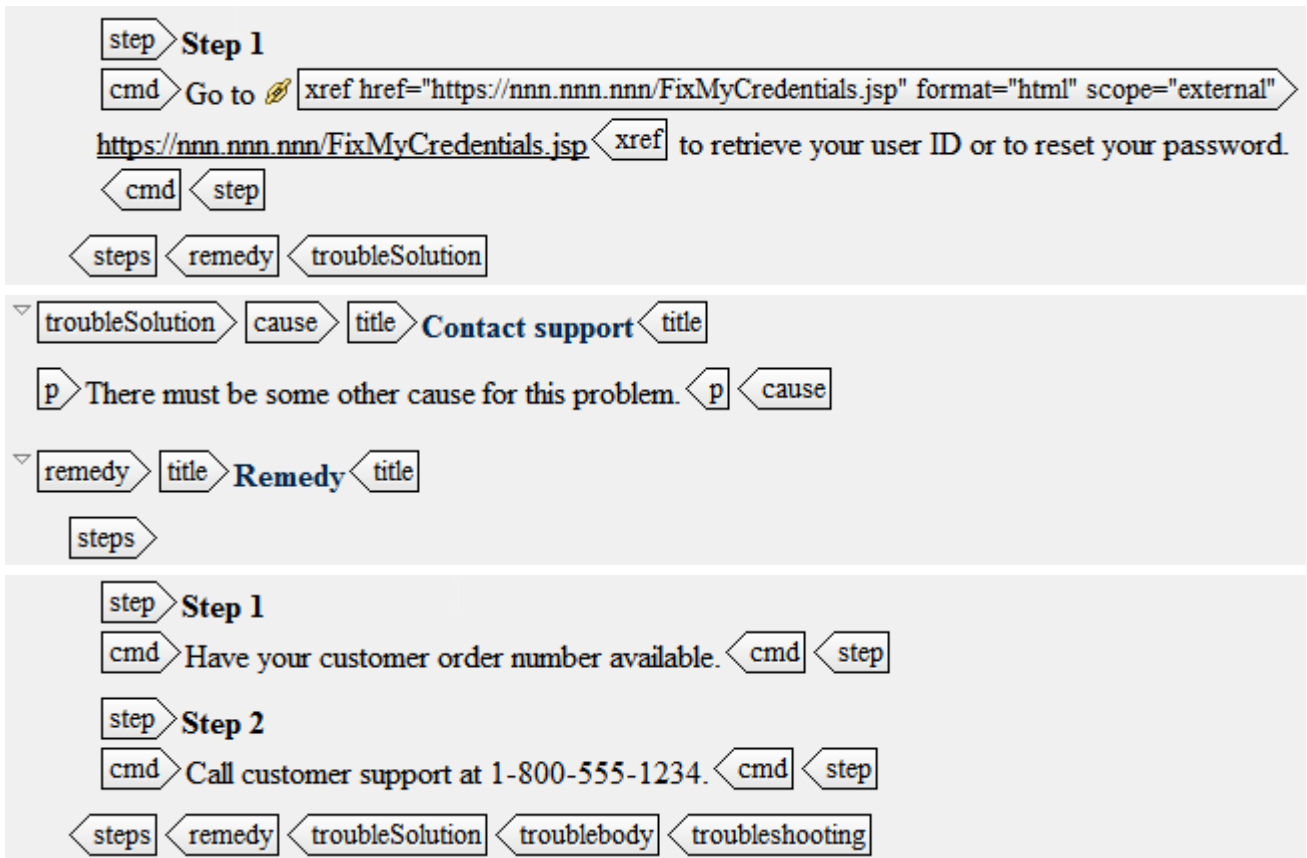 step Step 1
cmd Go to xref href="https://nnn.nnn.nnn/FixMyCredentials.jsp" format="html" scope="external"
https://nnn.nnn.nnn/FixMyCredentials.jsp xref to retrieve your user ID or to reset your password.
cmd step
steps remedy troubleSolution
troubleSolution cause title Contact support title
p There must be some other cause for this problem. p cause
remedy title Remedy title
steps
step Step 1
cmd Have your customer order number available. cmd step
step Step 2
cmd Call customer support at 1-800-555-1234. cmd step
steps remedy troubleSolution troublebody troubleshooting